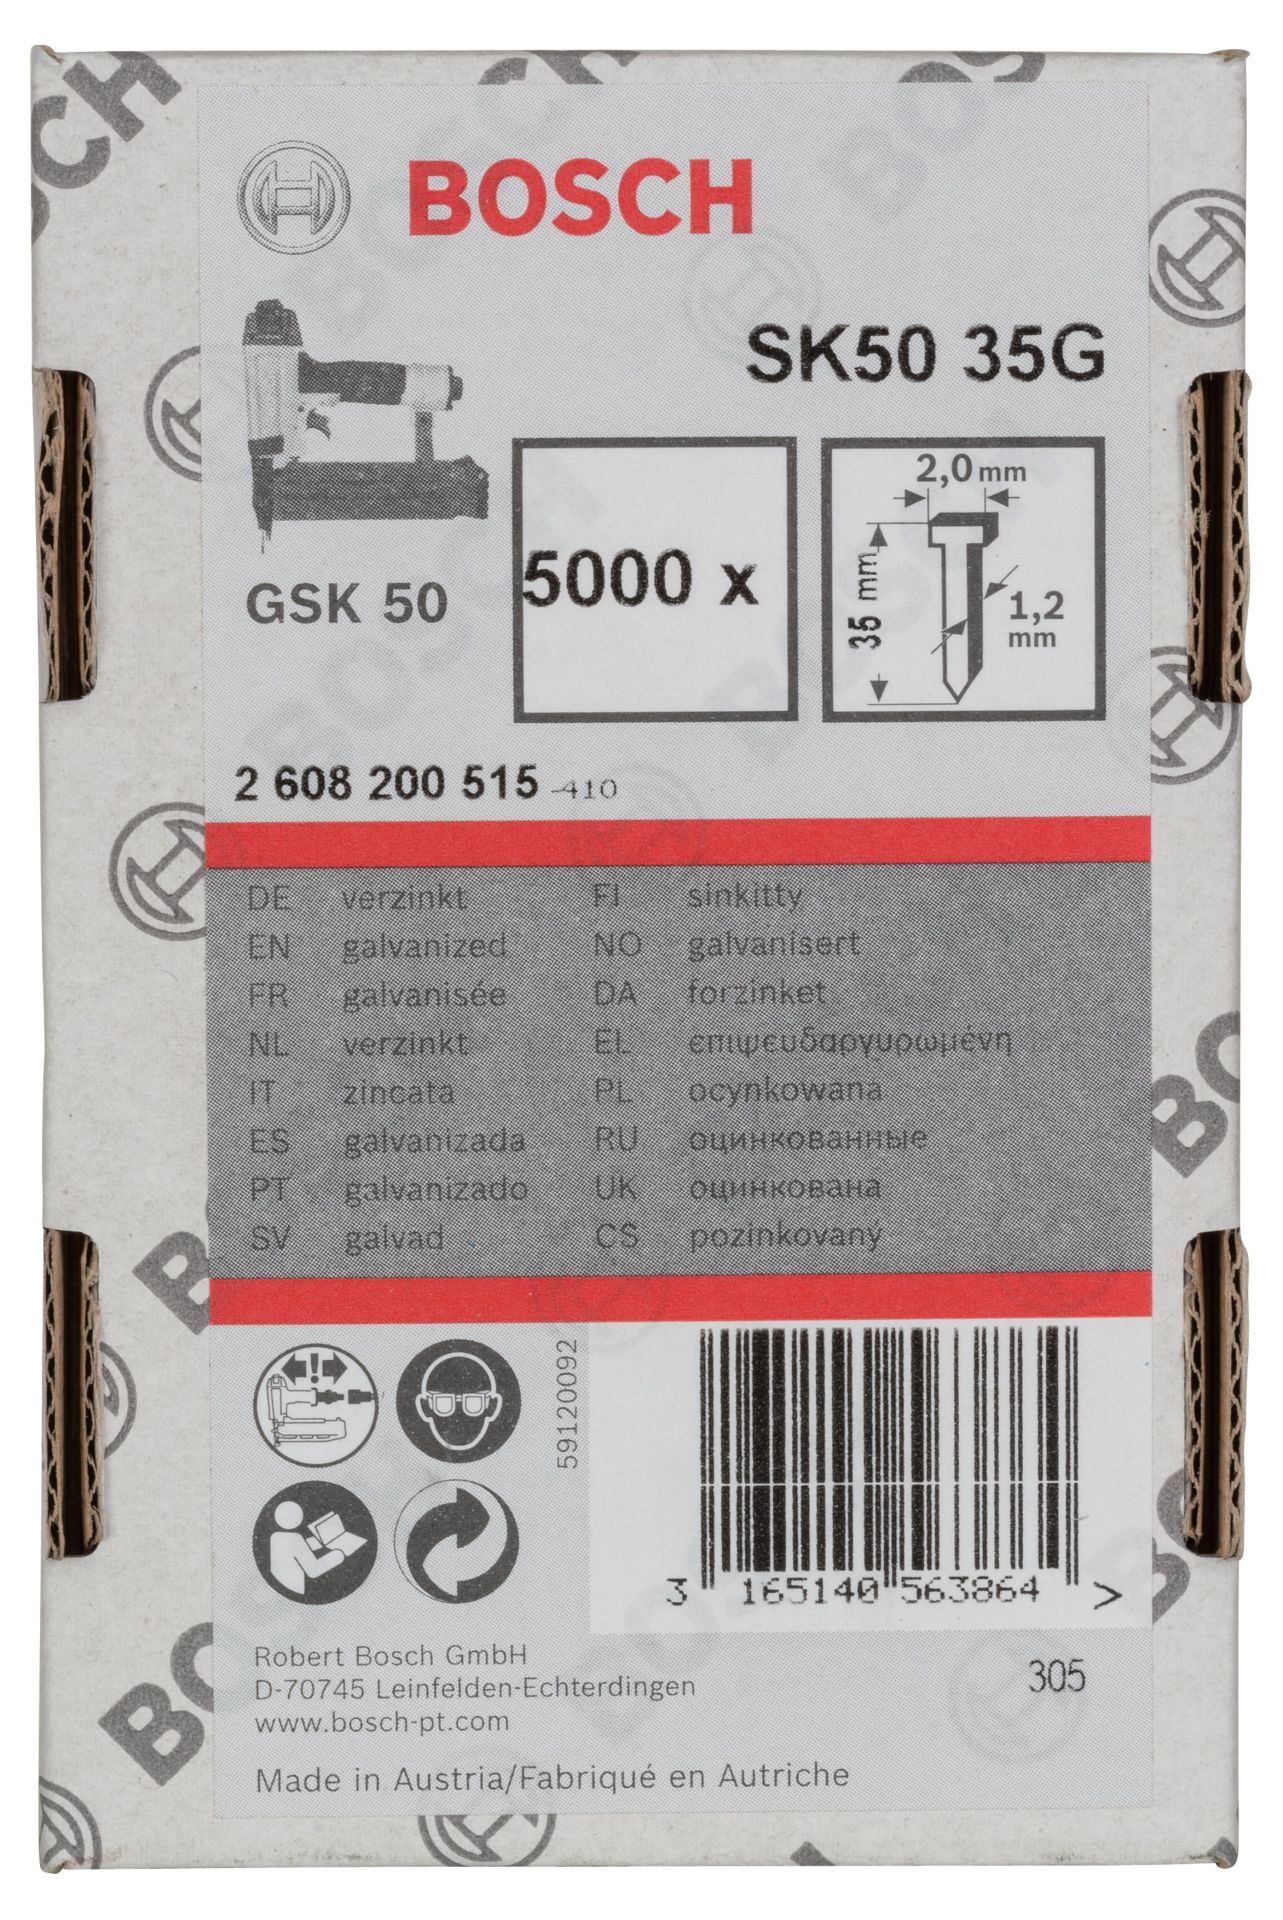 BOSCH
SK50 35G
2,0 mm
35 mm
1,2
mm
5000 x
GSK 50
2 608 200 515 -410
DE verzinkt FI sinkitty
EN galvanized NO galvanisert
FR galvanisée DA forzinket
NL verzinkt EL επιψευδαργυρωμένη
IT zincata PL ocynkowana
ES galvanizada RU оцинкованные
PT galvanizado UK оцинкована
SV galvad CS pozinkovaný
59120092
3 165140 563864 >
Robert Bosch GmbH
D-70745 Leinfelden-Echterdingen
www.bosch-pt.com
305
Made in Austria/Fabriqué en Autriche